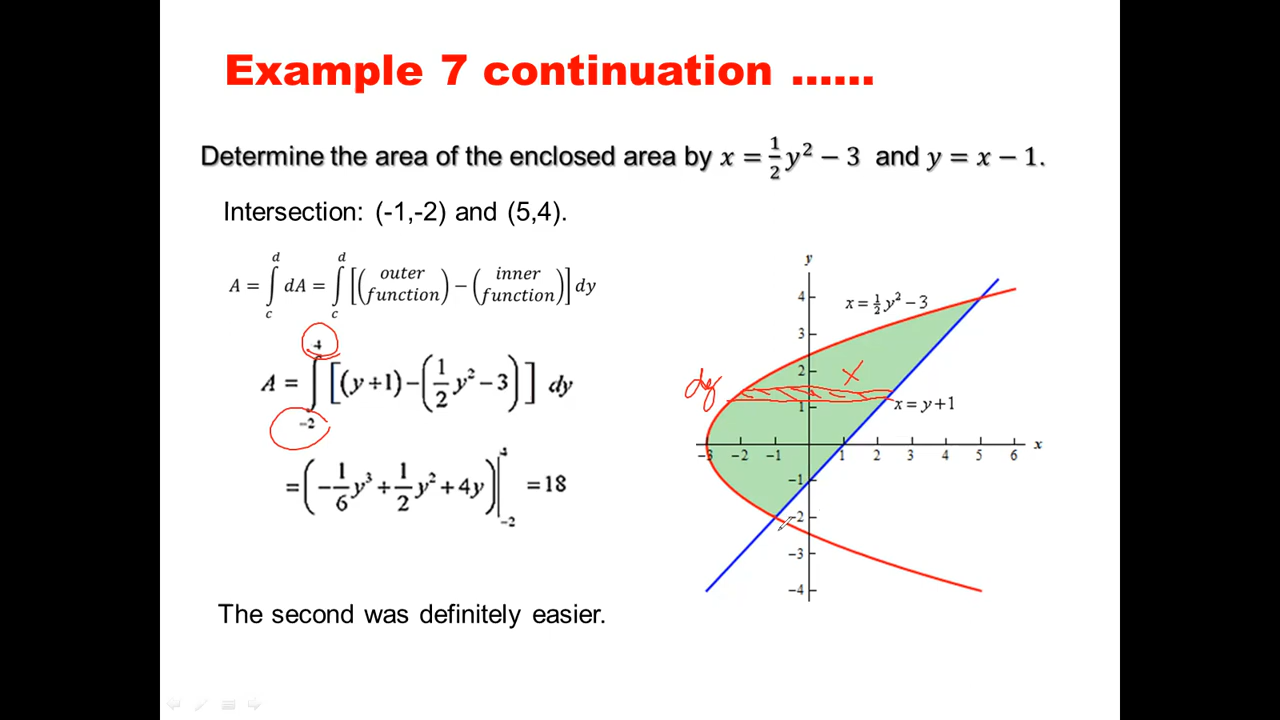 Example 7 continuation ......
Determine the area of the enclosed area by x = 1/2 y² − 3 and y = x − 1.
Intersection: (-1,-2) and (5,4).
A = ∫_c^d dA = ∫_c^d [(outer function) − (inner function)] dy
A = ∫_−2^4 [(y+1)−(1/2 y² − 3)] dy
= (−1/6 y³ + 1/2 y² + 4y)|_−2^4 = 18
The second was definitely easier.
y
4
x = 1/2 y² − 3
3
2
x
dy
1
x = y+1
−3 −2 −1 1 2 3 4 5 6 x
−1
−2
−3
−4